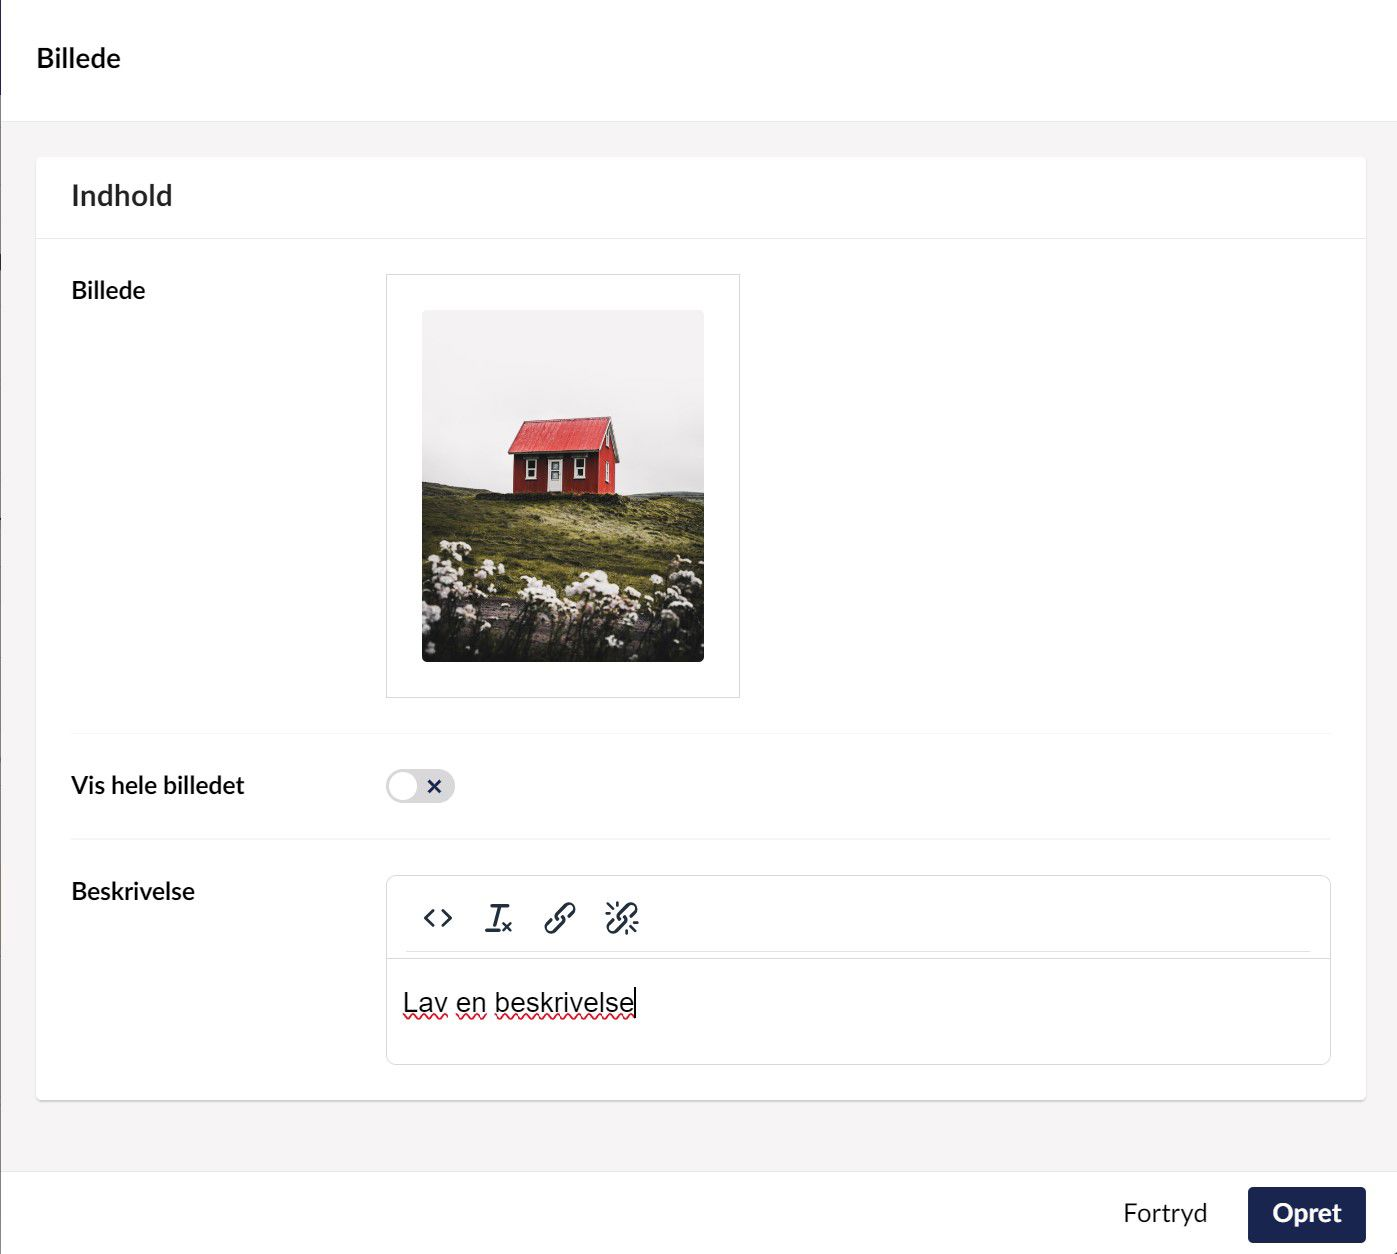 Billede
Indhold
Billede
Vis hele billedet
Beskrivelse
Lav en beskrivelse
Fortryd
Opret